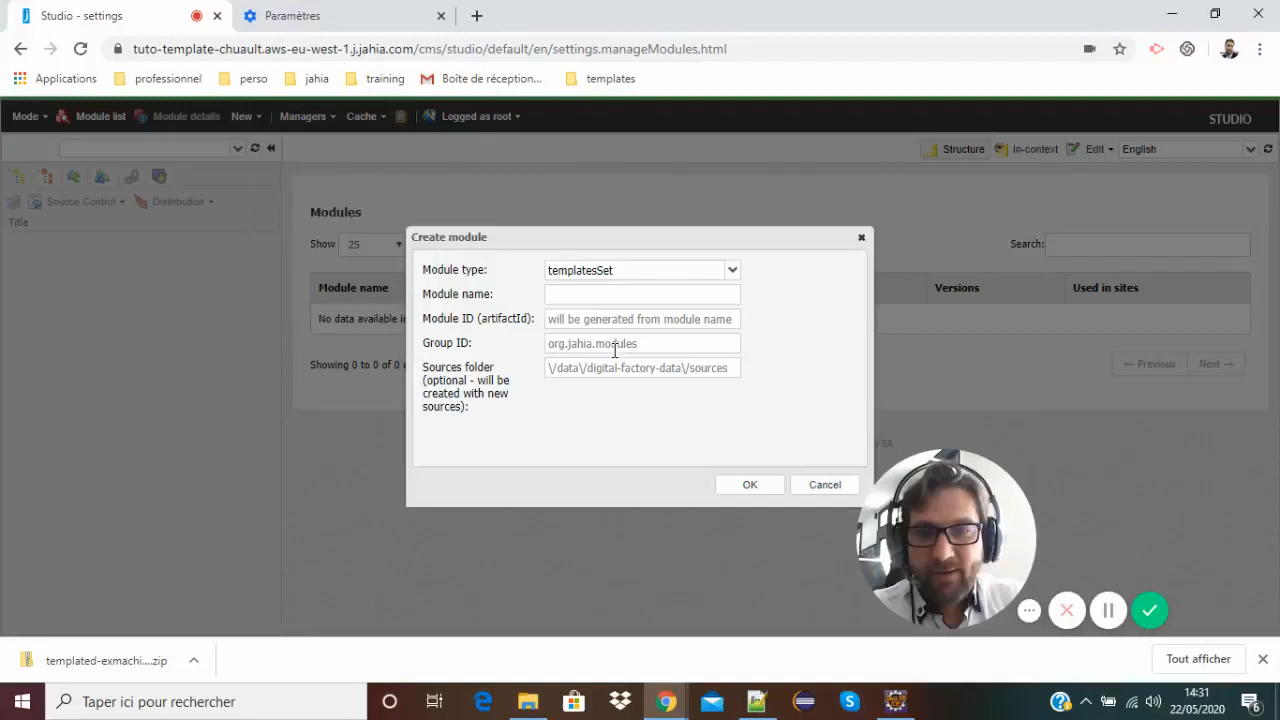 Studio - settings
Paramètres
tuto-template-chuault.aws-eu-west-1.j.jahia.com/cms/studio/default/en/settings.manageModules.html
Applications professionnel perso jahia training Boîte de réception... templates
Mode Module list Module details New Managers Cache Logged as root STUDIO
Structure In-context Edit English
Source Control Distribution
Title
Modules
Show 25 Search:
Module name Versions Used in sites
No data available in
Showing 0 to 0 of 0 ← Previous Next →
Create module
Module type: templatesSet
Module name:
Module ID (artifactId): will be generated from module name
Group ID: org.jahia.modules
Sources folder \/data\/digital-factory-data\/sources
(optional - will be
created with new
sources):
OK Cancel
SA
templated-exmachi....zip Tout afficher
Taper ici pour rechercher
14:31
22/05/2020
6